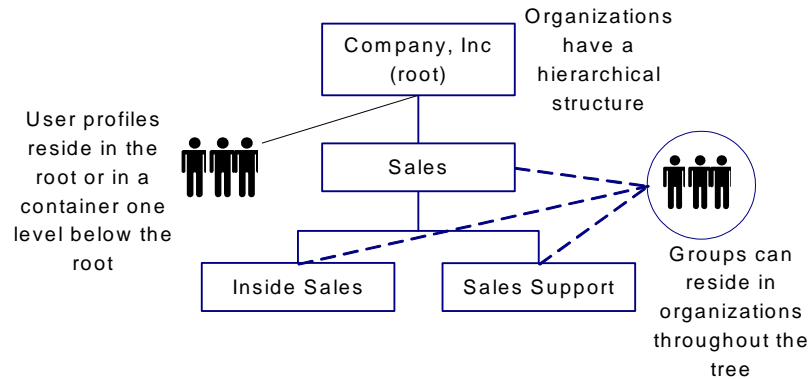 Company, Inc
(root)
Organizations
have a
hierarchical
structure
User profiles
reside in the
root or in a
container one
level below the
root
Sales
Inside Sales
Sales Support
Groups can
reside in
organizations
throughout the
tree